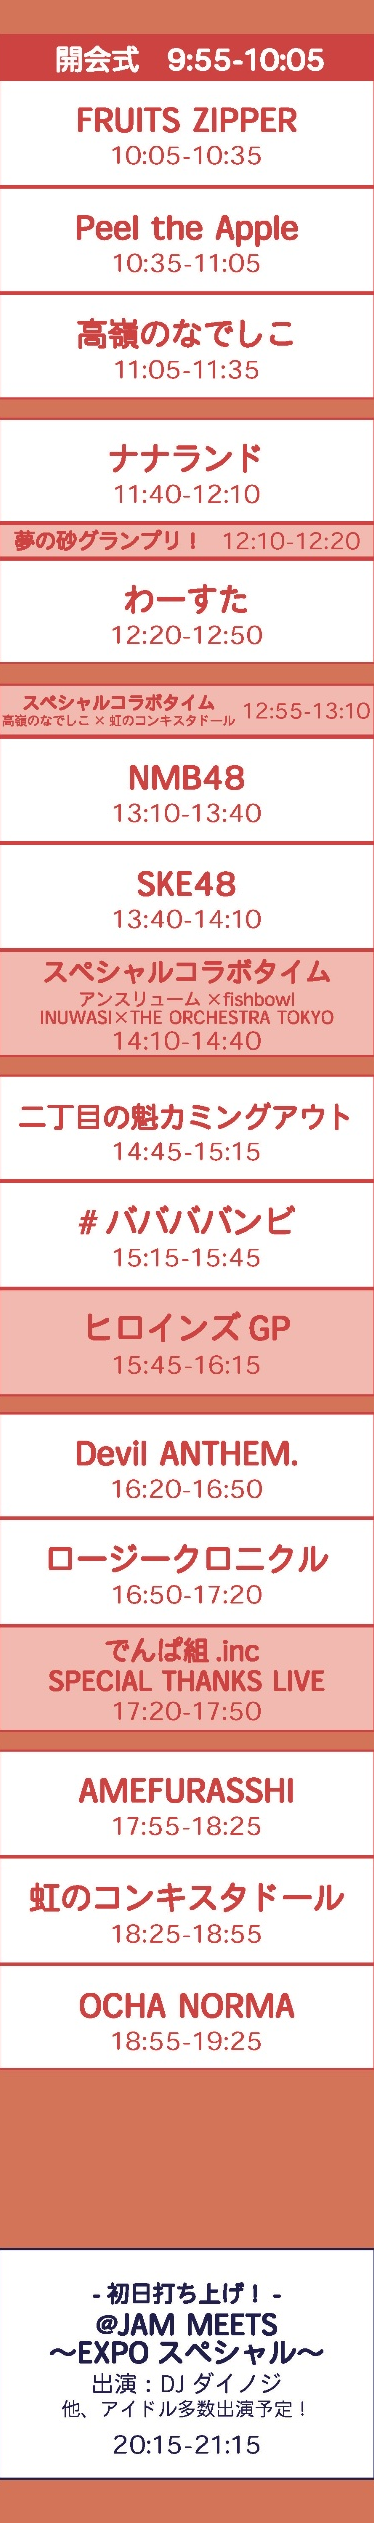 開会式 9:55-10:05
FRUITS ZIPPER
10:05-10:35
Peel the Apple
10:35-11:05
高嶺のなでしこ
11:05-11:35
ナナランド
11:40-12:10
夢の砂グランプリ！ 12:10-12:20
わーすた
12:20-12:50
スペシャルコラボタイム
高嶺のなでしこ × 虹のコンキスタドール
12:55-13:10
NMB48
13:10-13:40
SKE48
13:40-14:10
スペシャルコラボタイム
アンスリューム ×fishbowl
INUWASI×THE ORCHESTRA TOKYO
14:10-14:40
二丁目の魁カミングアウト
14:45-15:15
#ババババンビ
15:15-15:45
ヒロインズ GP
15:45-16:15
Devil ANTHEM.
16:20-16:50
ロージークロニクル
16:50-17:20
でんぱ組 .inc
SPECIAL THANKS LIVE
17:20-17:50
AMEFURASSHI
17:55-18:25
虹のコンキスタドール
18:25-18:55
OCHA NORMA
18:55-19:25
- 初日打ち上げ！ -
@JAM MEETS
～EXPO スペシャル～
出演：DJ ダイノジ
他、アイドル多数出演予定！
20:15-21:15